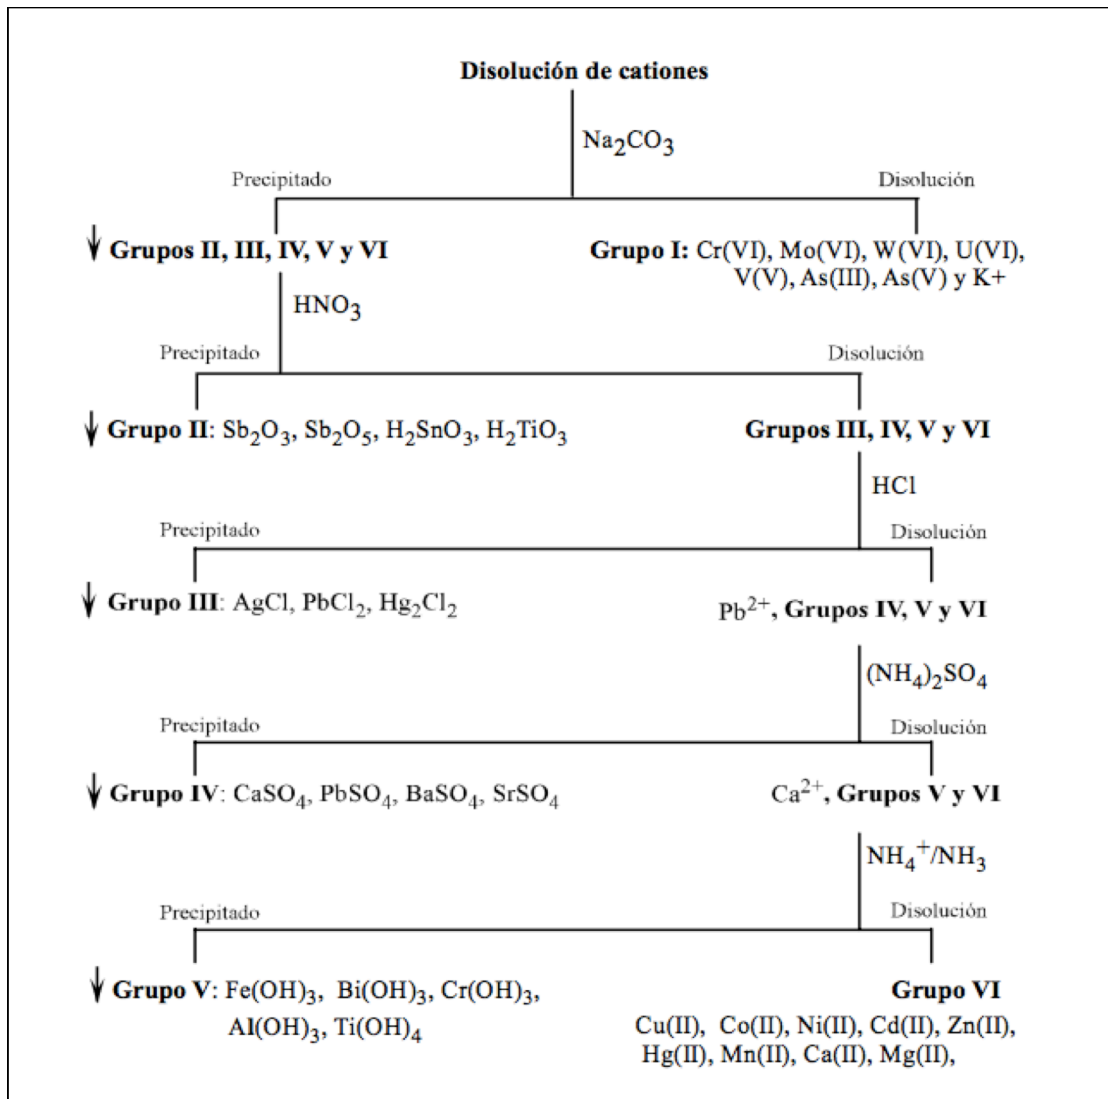 Disolución de cationes
Na₂CO₃
Precipitado
Disolución
Grupos II, III, IV, V y VI
Grupo I: Cr(VI), Mo(VI), W(VI), U(VI),
V(V), As(III), As(V) y K+
HNO₃
Precipitado
Disolución
Grupo II: Sb₂O₃, Sb₂O₅, H₂SnO₃, H₂TiO₃
Grupos III, IV, V y VI
HCl
Precipitado
Disolución
Grupo III: AgCl, PbCl₂, Hg₂Cl₂
Pb²⁺, Grupos IV, V y VI
(NH₄)₂SO₄
Precipitado
Disolución
Grupo IV: CaSO₄, PbSO₄, BaSO₄, SrSO₄
Ca²⁺, Grupos V y VI
NH₄⁺/NH₃
Precipitado
Disolución
Grupo V: Fe(OH)₃, Bi(OH)₃, Cr(OH)₃,
Al(OH)₃, Ti(OH)₄
Grupo VI
Cu(II), Co(II), Ni(II), Cd(II), Zn(II),
Hg(II), Mn(II), Ca(II), Mg(II),